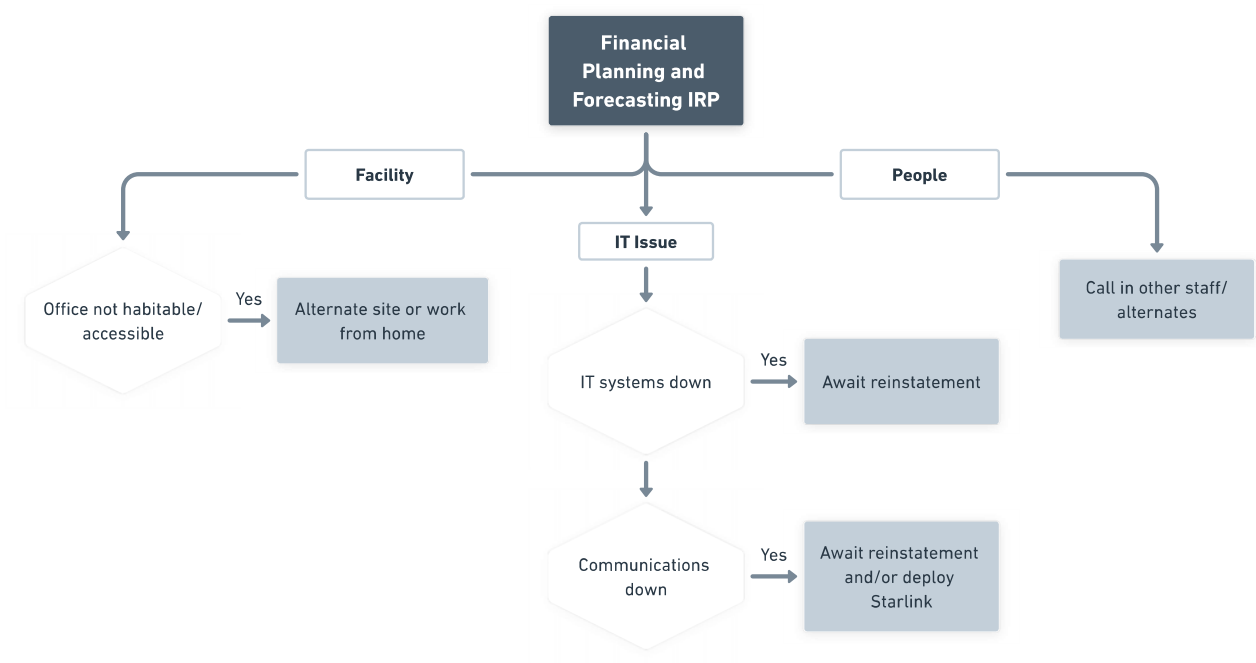 Financial
Planning and
Forecasting IRP
Facility
People
IT Issue
Office not habitable/
accessible
Yes
Alternate site or work
from home
Call in other staff/
alternates
IT systems down
Yes
Await reinstatement
Communications
down
Yes
Await reinstatement
and/or deploy
Starlink